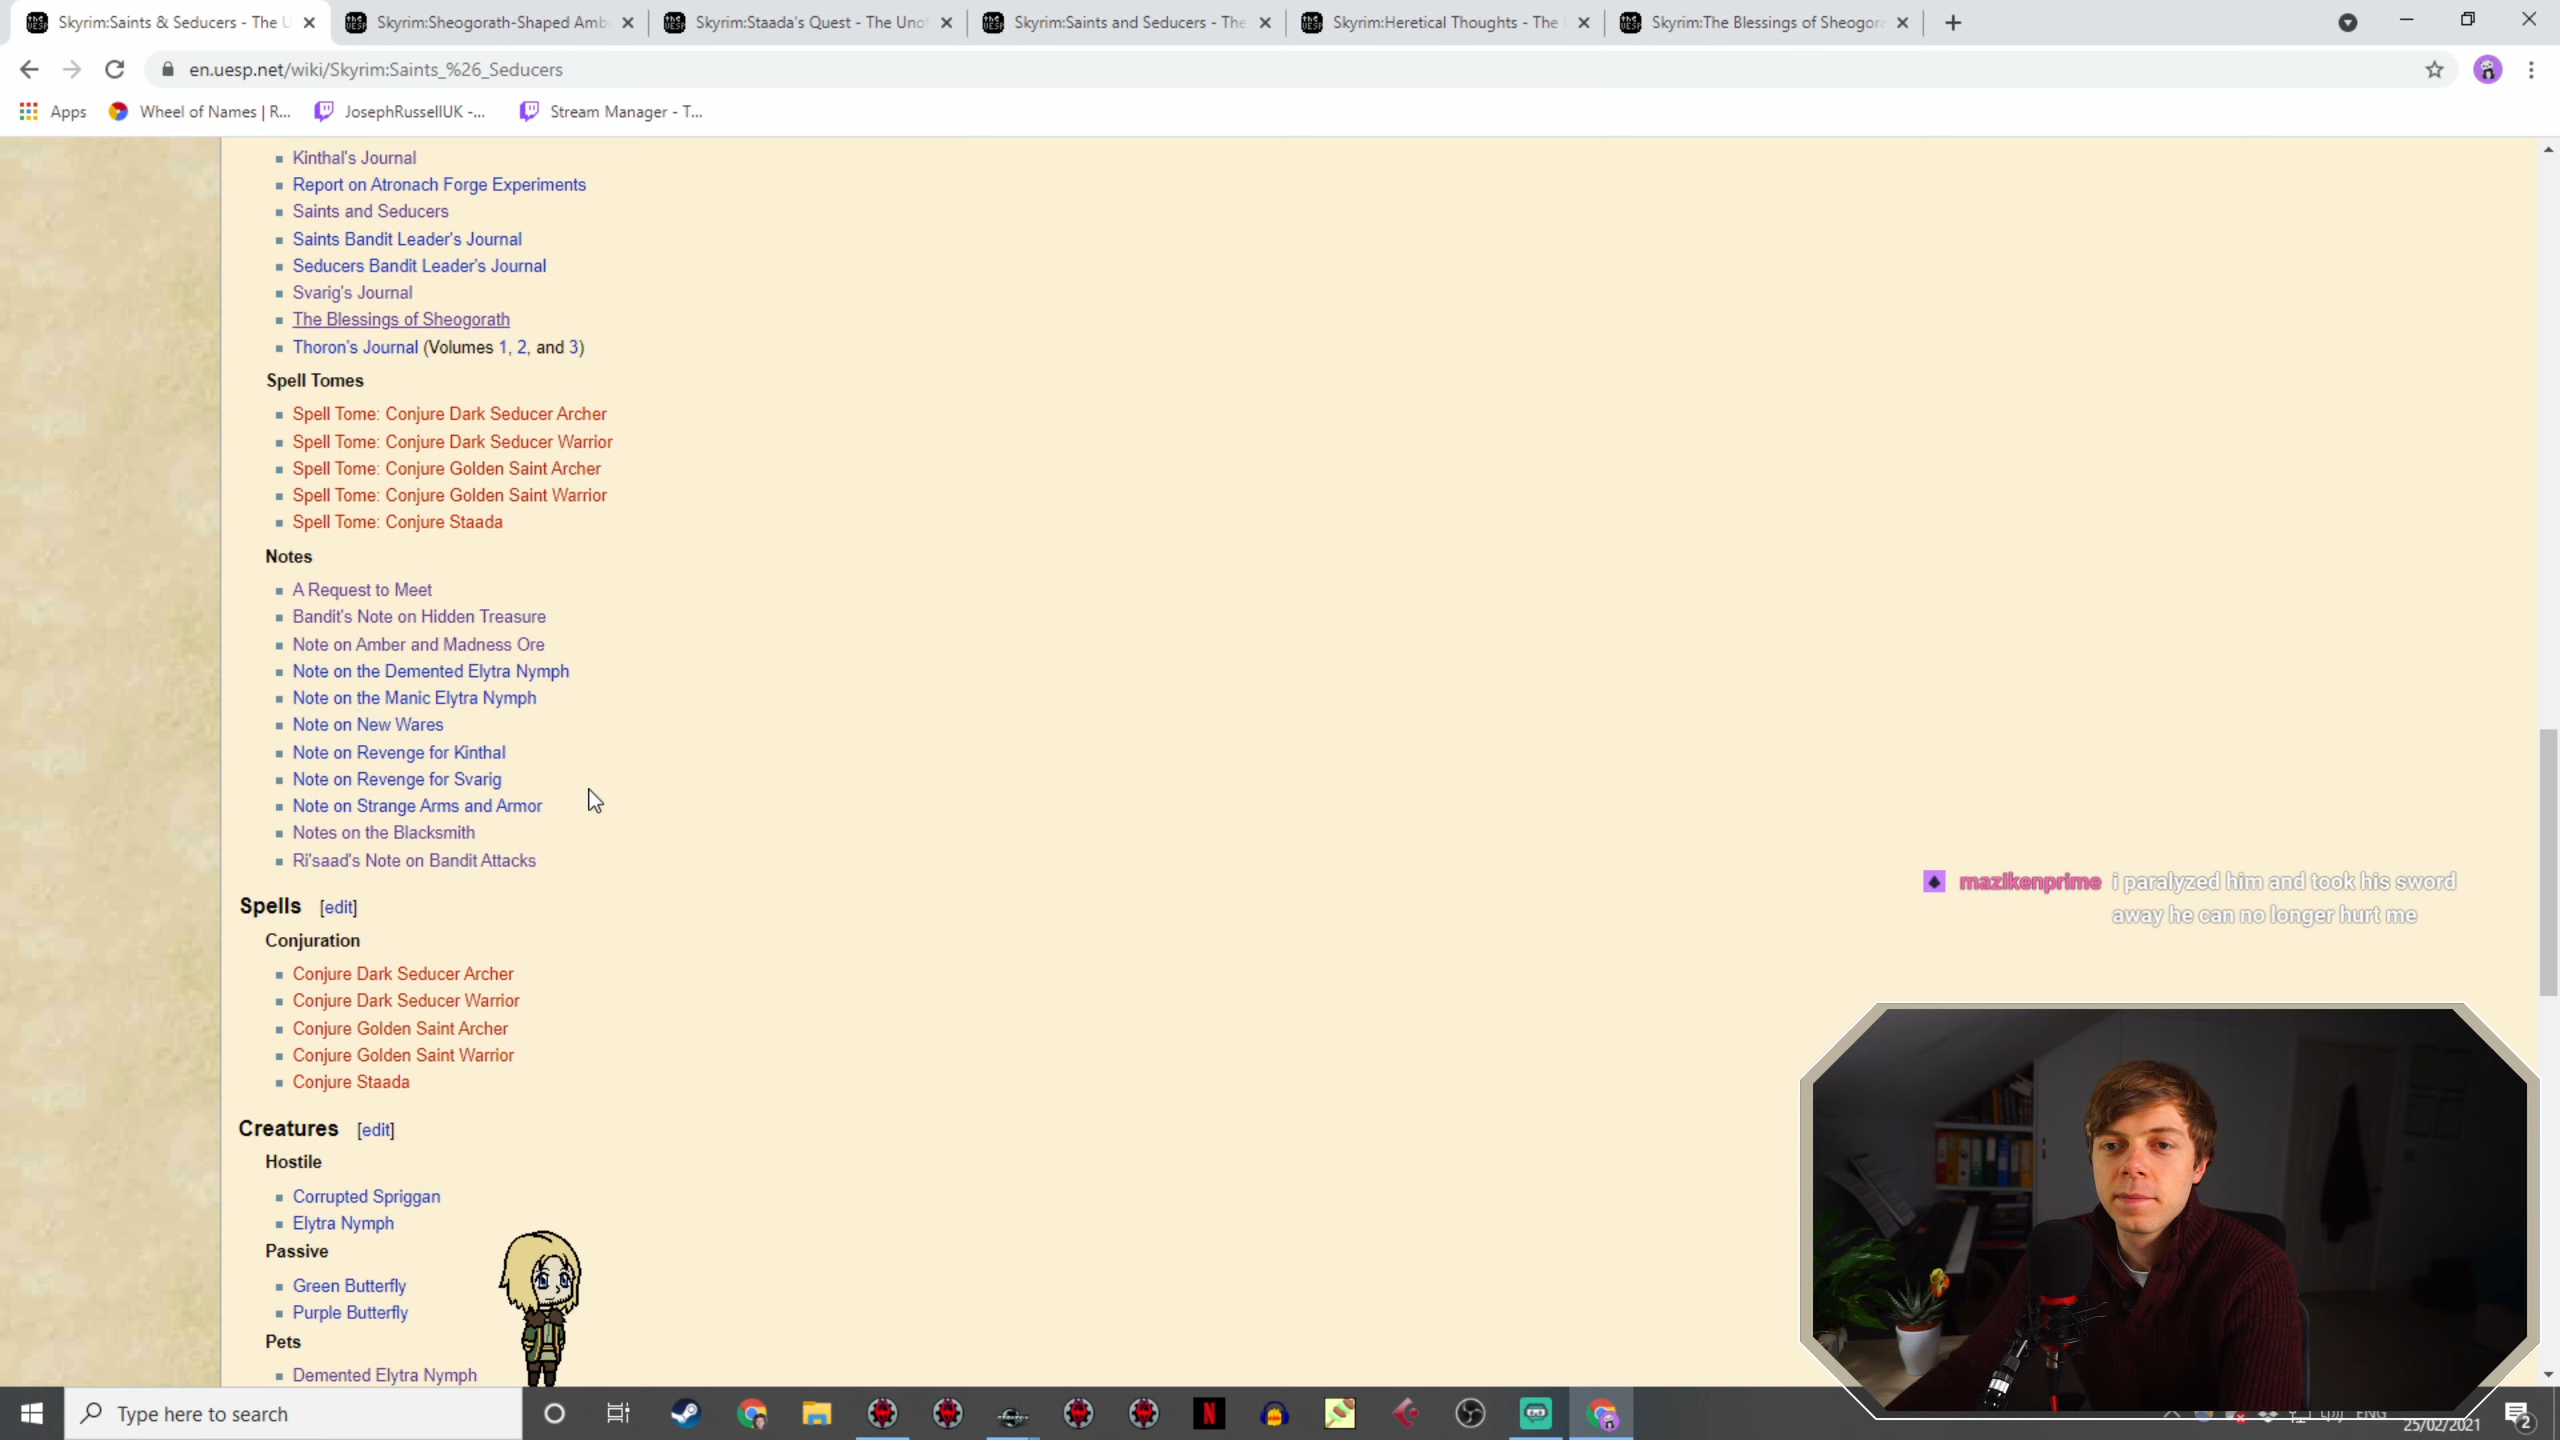 Skyrim:Saints & Seducers - The U
Skyrim:Sheogorath-Shaped Amb
Skyrim:Staada's Quest - The Uno
Skyrim:Saints and Seducers - The
Skyrim:Heretical Thoughts - The
Skyrim:The Blessings of Sheogora
en.uesp.net/wiki/Skyrim:Saints_%26_Seducers
Apps
Wheel of Names | R...
JosephRussellUK -...
Stream Manager - T...
Kinthal's Journal
Report on Atronach Forge Experiments
Saints and Seducers
Saints Bandit Leader's Journal
Seducers Bandit Leader's Journal
Svarig's Journal
The Blessings of Sheogorath
Thoron's Journal (Volumes 1, 2, and 3)
Spell Tomes
Spell Tome: Conjure Dark Seducer Archer
Spell Tome: Conjure Dark Seducer Warrior
Spell Tome: Conjure Golden Saint Archer
Spell Tome: Conjure Golden Saint Warrior
Spell Tome: Conjure Staada
Notes
A Request to Meet
Bandit's Note on Hidden Treasure
Note on Amber and Madness Ore
Note on the Demented Elytra Nymph
Note on the Manic Elytra Nymph
Note on New Wares
Note on Revenge for Kinthal
Note on Revenge for Svarig
Note on Strange Arms and Armor
Notes on the Blacksmith
Ri'saad's Note on Bandit Attacks
mazikenprime i paralyzed him and took his sword
away he can no longer hurt me
Spells [edit]
Conjuration
Conjure Dark Seducer Archer
Conjure Dark Seducer Warrior
Conjure Golden Saint Archer
Conjure Golden Saint Warrior
Conjure Staada
Creatures [edit]
Hostile
Corrupted Spriggan
Elytra Nymph
Passive
Green Butterfly
Purple Butterfly
Pets
Demented Elytra Nymph
Type here to search
ENG
25/02/2021
2